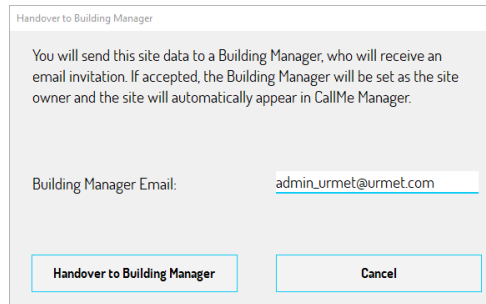 Handover to Building Manager
You will send this site data to a Building Manager, who will receive an
email invitation. If accepted, the Building Manager will be set as the site
owner and the site will automatically appear in CallMe Manager.
Building Manager Email: admin_urmet@urmet.com
Handover to Building Manager Cancel